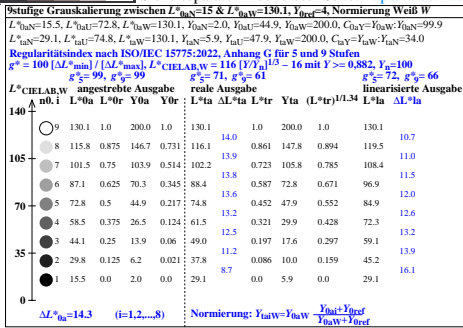 9stufige Grauskalierung zwischen L*0aN=15.5 & L*0aW=130.1, Y0ref=4, Normierung Weiß W
L*0aN=15.5, L*0aU=72.8, L*0aW=130.1, Y0aN=2.0, Y0aU=44.9, Y0aW=200.0, C0aY=Y0aW:Y0aN=99.9
L*taN=29.1, L*taU=74.8, L*taW=130.1, YtaN=5.9, YtaU=47.9, YtaW=200.0, CtaY=YtaW:YtaN=34.0
Regularitätsindex nach ISO/IEC 15775:2022, Anhang G für 5 und 9 Stufen
g* = 100 [ΔL*min] / [ΔL*max], L*CIELAB,W = 116 [Y/Yn]1/3 − 16 mit Y >= 0,882, Yn=100
g*5= 99, g*9= 99 g*5= 71, g*9= 61 g*5= 72, g*9= 66
L*CIELAB,W angestrebte Ausgabe reale Ausgabe linearisierte Ausgabe
n0. i L*0a L*0r Y0a Y0r L*ta ΔL*ta L*tr Yta (L*tr)1/1.34 L*la ΔL*la
9 130.1 1.0 200.0 1.0 130.1 1.0 200.0 1.0 130.1
14.0 10.7
140
8 115.8 0.875 146.7 0.731 116.1 0.861 147.8 0.894 119.5
13.9 11.0
105
7 101.5 0.75 103.9 0.514 102.2 0.723 105.8 0.785 108.4
13.8 11.5
6 87.1 0.625 70.3 0.345 88.4 0.587 72.8 0.671 96.9
13.6 12.0
70
5 72.8 0.5 44.9 0.217 74.8 0.452 47.9 0.552 84.9
13.2 12.6
4 58.5 0.375 26.5 0.124 61.5 0.321 29.9 0.428 72.3
12.5 13.2
3 44.1 0.25 13.9 0.06 49.0 0.197 17.6 0.297 59.1
11.2 13.9
35
2 29.8 0.125 6.2 0.021 37.8 0.086 10.0 0.159 45.2
8.7 16.1
1 15.5 0.0 2.0 0.0 29.1 0.0 5.9 0.0 29.1
0
ΔL*0a=14.3 (i=1,2,...,8) Normierung: YtaiW=Y0aW Y0ai+Y0ref
Y0aW+Y0ref